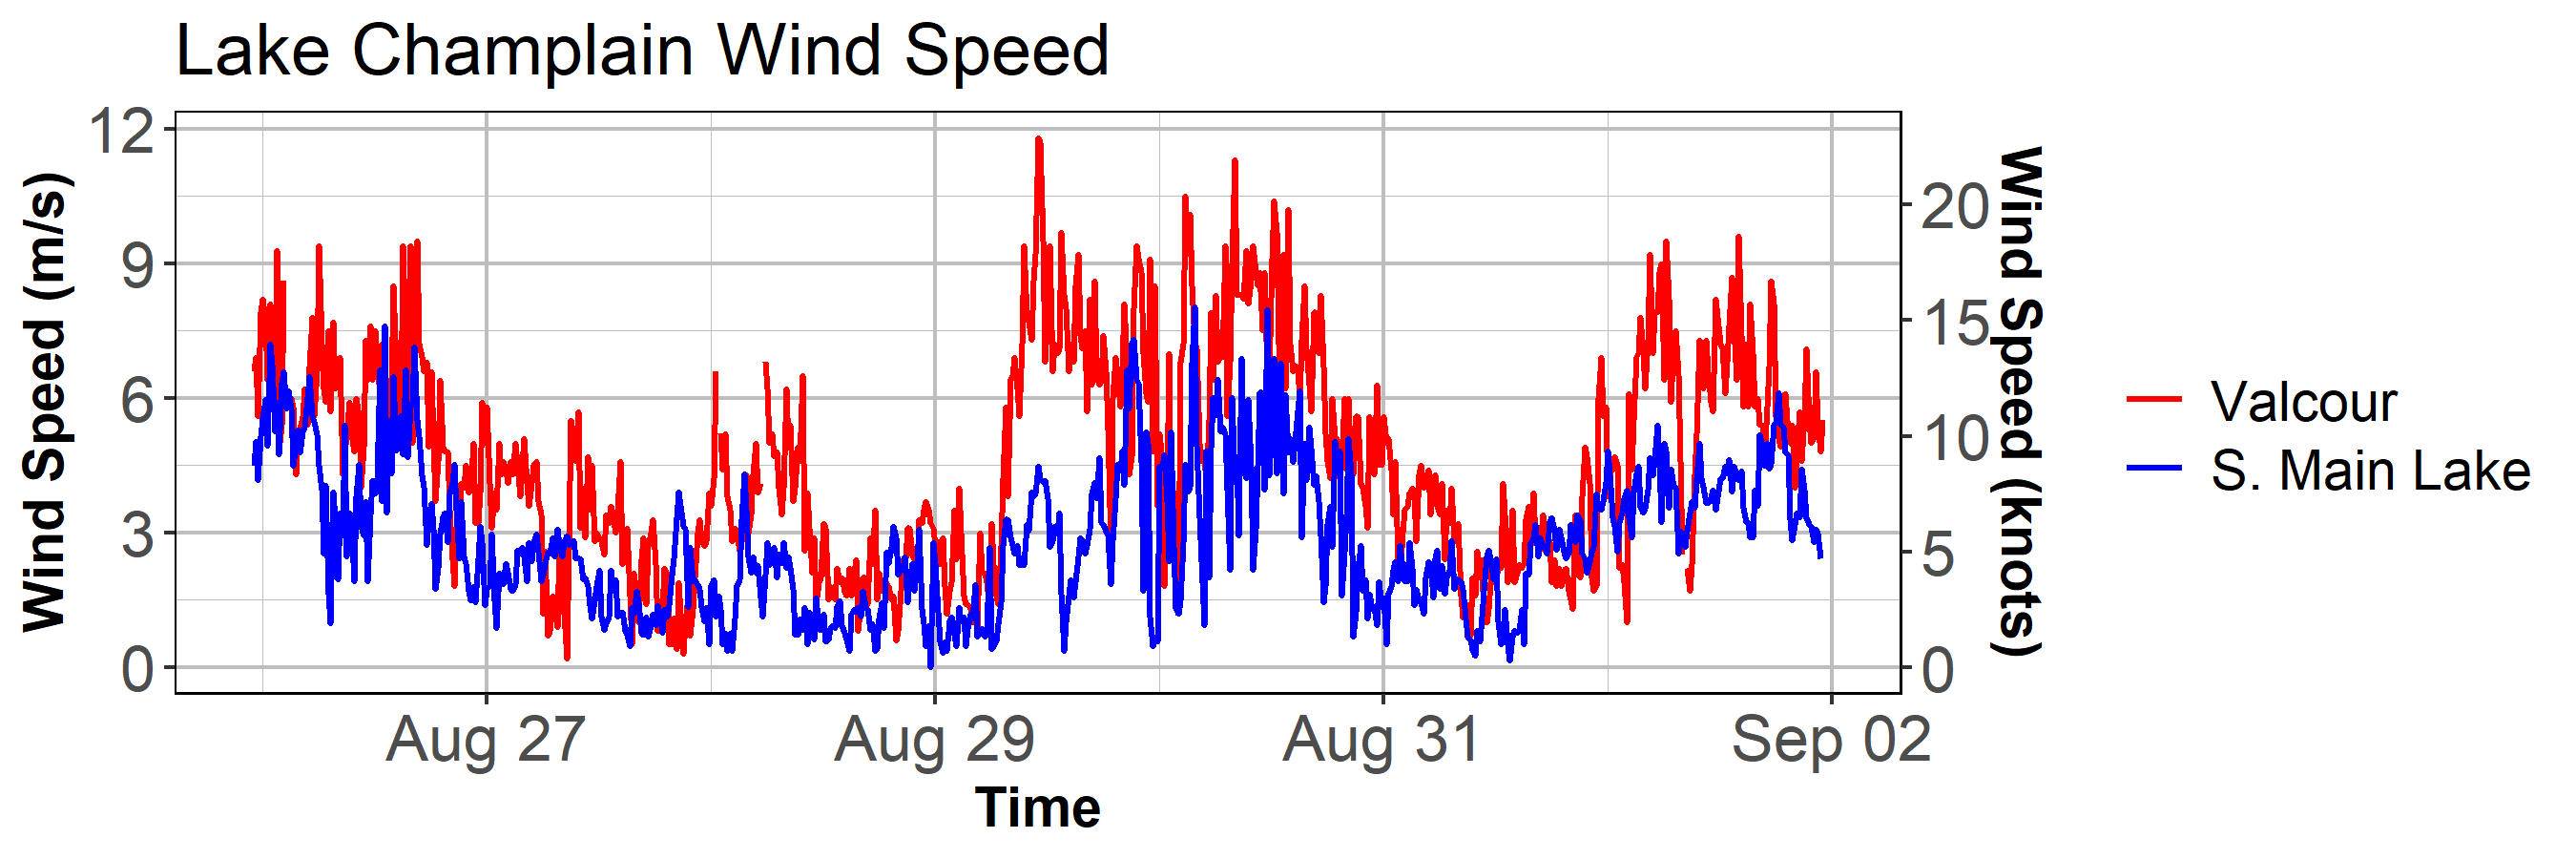 Lake Champlain Wind Speed
Wind Speed (m/s)
12
9
6
3
0
Wind Speed (knots)
20
15
10
5
0
Aug 27
Aug 29
Aug 31
Sep 02
Time
Valcour
S. Main Lake